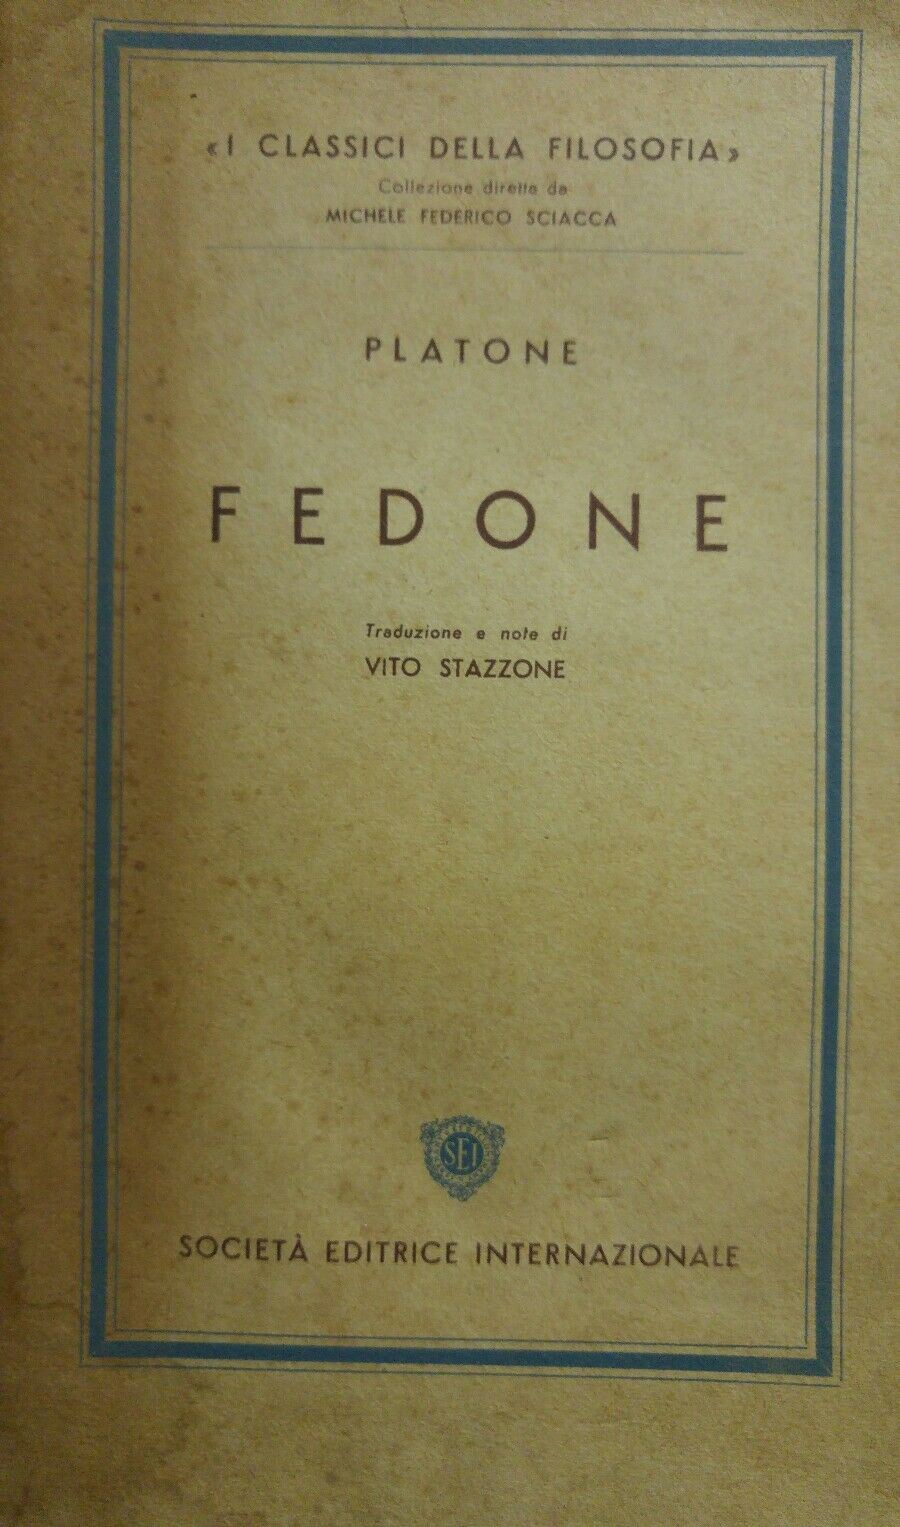 « I CLASSICI DELLA FILOSOFIA »
Collezione diretta da
MICHELE FEDERICO SCIACCA
PLATONE
FEDONE
Traduzione e note di
VITO STAZZONE
SEI
SOCIETÀ EDITRICE INTERNAZIONALE